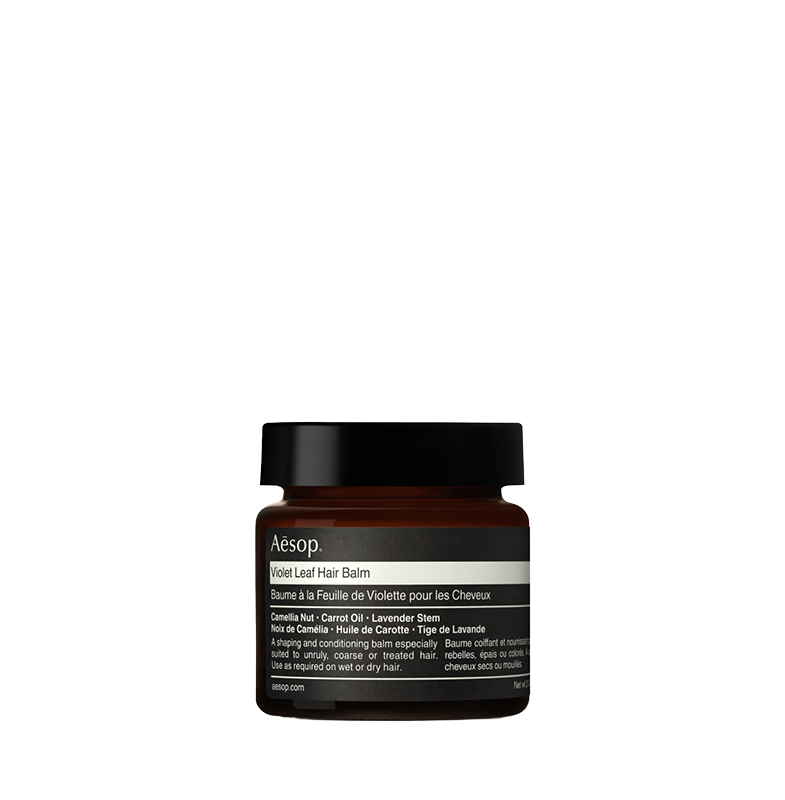 Aēsop.
Violet Leaf Hair Balm
Baume à la Feuille de Violette pour les Cheveux
Camellia Nut · Carrot Oil · Lavender Stem
Noix de Camélia · Huile de Carotte · Tige de Lavande
A shaping and conditioning balm especially
suited to unruly, coarse or treated hair.
Use as required on wet or dry hair.
Baume coiffant et nourrissant
rebelles, épais ou colorés. À
cheveux secs ou mouillés.
aesop.com
Net wt